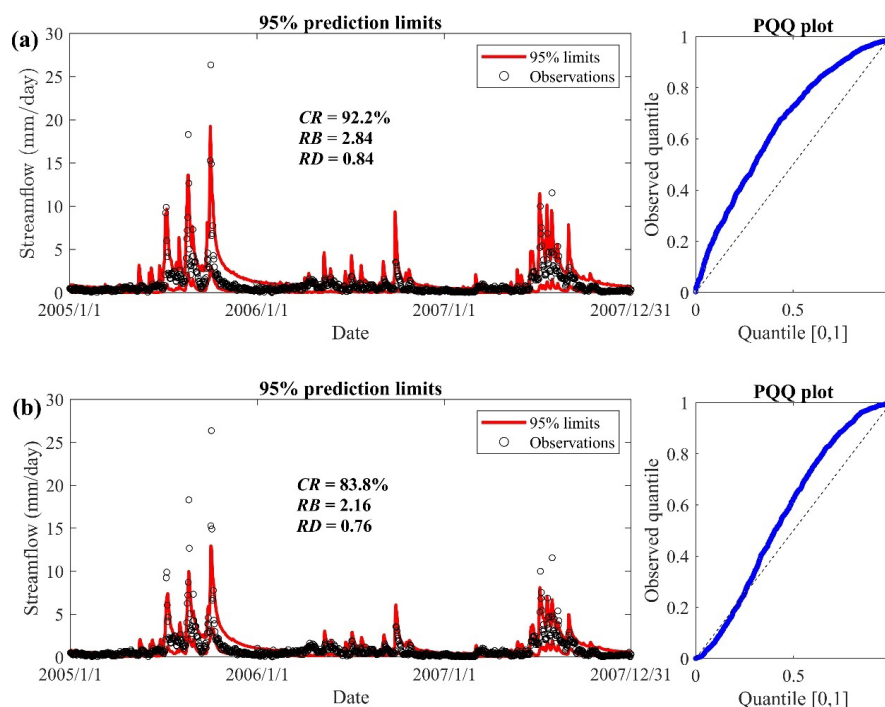 95% prediction limits
PQQ plot
(a)
30
25
20
15
10
5
0
Streamflow (mm/day)
95% limits
Observations
CR = 92.2%
RB = 2.84
RD = 0.84
2005/1/1
2006/1/1
2007/1/1
2007/12/31
Date
1
0.8
0.6
0.4
0.2
0
Observed quantile
0
0.5
Quantile [0,1]
95% prediction limits
PQQ plot
(b)
30
25
20
15
10
5
0
Streamflow (mm/day)
95% limits
Observations
CR = 83.8%
RB = 2.16
RD = 0.76
2005/1/1
2006/1/1
2007/1/1
2007/12/31
Date
1
0.8
0.6
0.4
0.2
0
Observed quantile
0
0.5
Quantile [0,1]